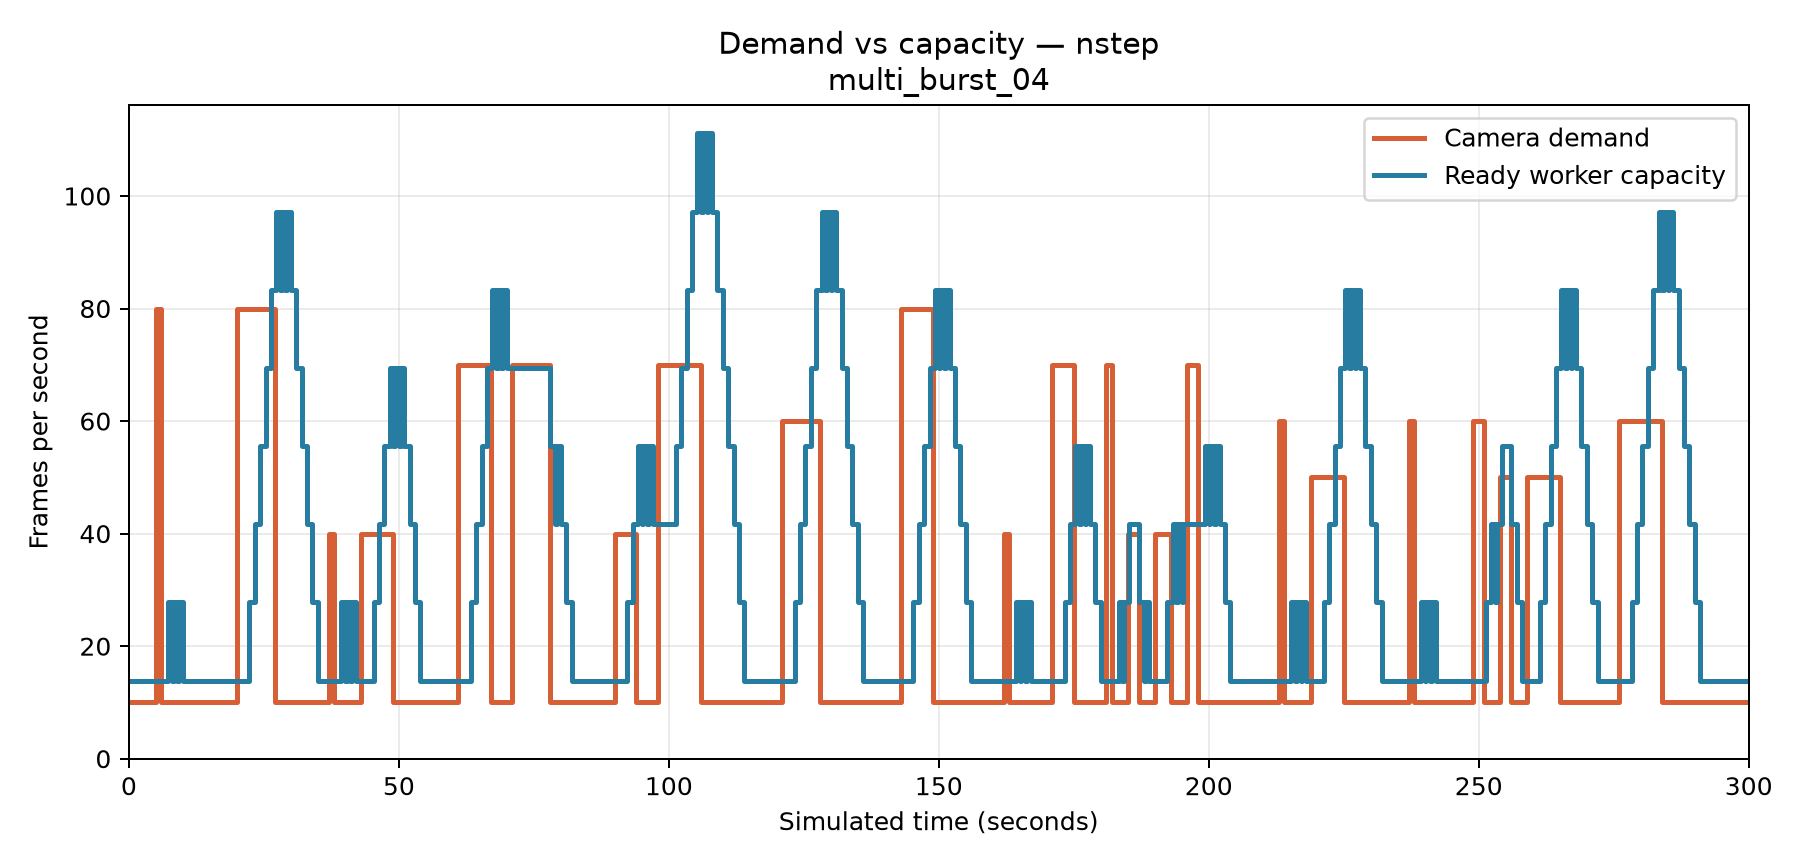 Demand vs capacity — nstep
multi_burst_04
Camera demand
Ready worker capacity
Frames per second
100
80
60
40
20
0
0 50 100 150 200 250 300
Simulated time (seconds)